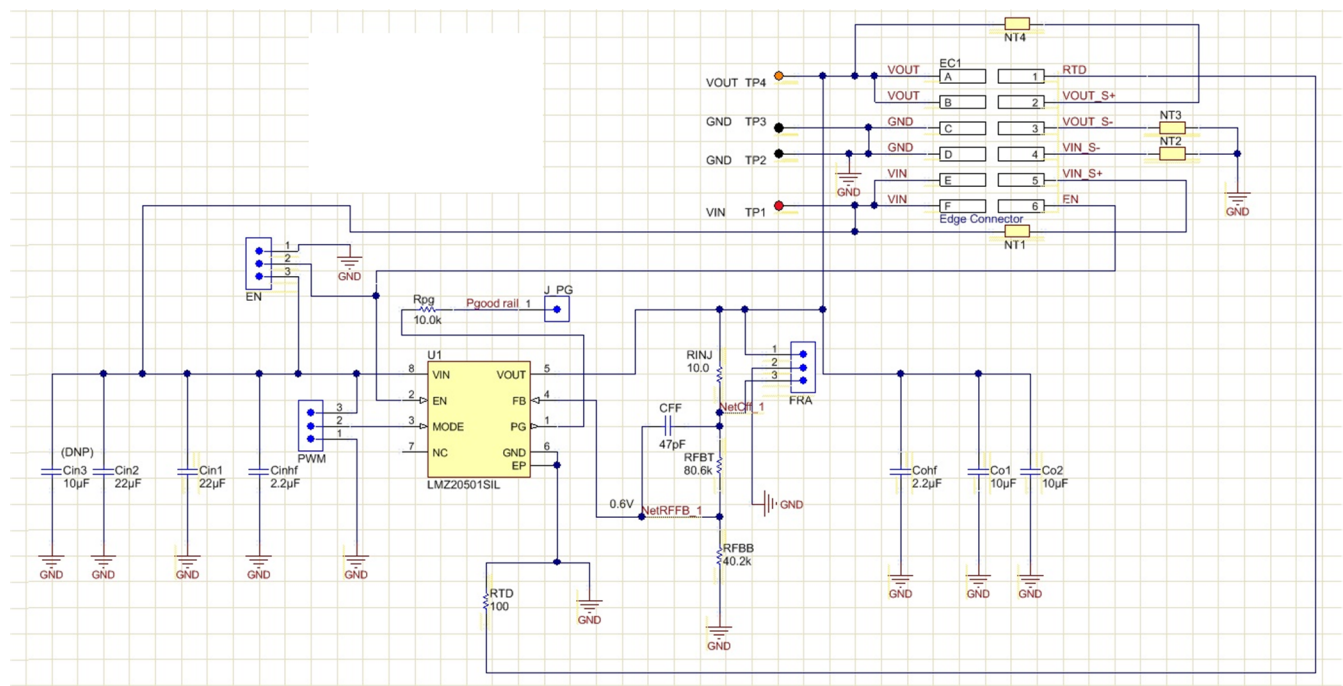 NT4
EC1
VOUT TP4
VOUT
A
1
RTD
VOUT
B
2
VOUT_S+
GND TP3
GND
C
3
VOUT_S-
NT3
GND TP2
GND
D
4
VIN_S-
NT2
GND
VIN
E
5
VIN_S+
VIN TP1
VIN
F
6
EN
GND
Edge Connector
NT1
1
2
3
EN
GND
Rpg
10.0k
Pgood rail
1
J_PG
U1
8
VIN
VOUT
5
2
EN
FB
4
3
MODE
PG
1
7
NC
GND
6
EP
LMZ20501SIL
3
2
1
PWM
RINJ
10.0
1
2
3
FRA
NetCff_1
CFF
47pF
RFBT
80.6k
(DNP)
Cin3
10µF
Cin2
22µF
Cin1
22µF
Cinhf
2.2µF
Cohf
2.2µF
Co1
10µF
Co2
10µF
0.6V
NetRFFB_1
GND
RFBB
40.2k
GND
GND
GND
GND
GND
GND
GND
GND
RTD
100
GND
GND